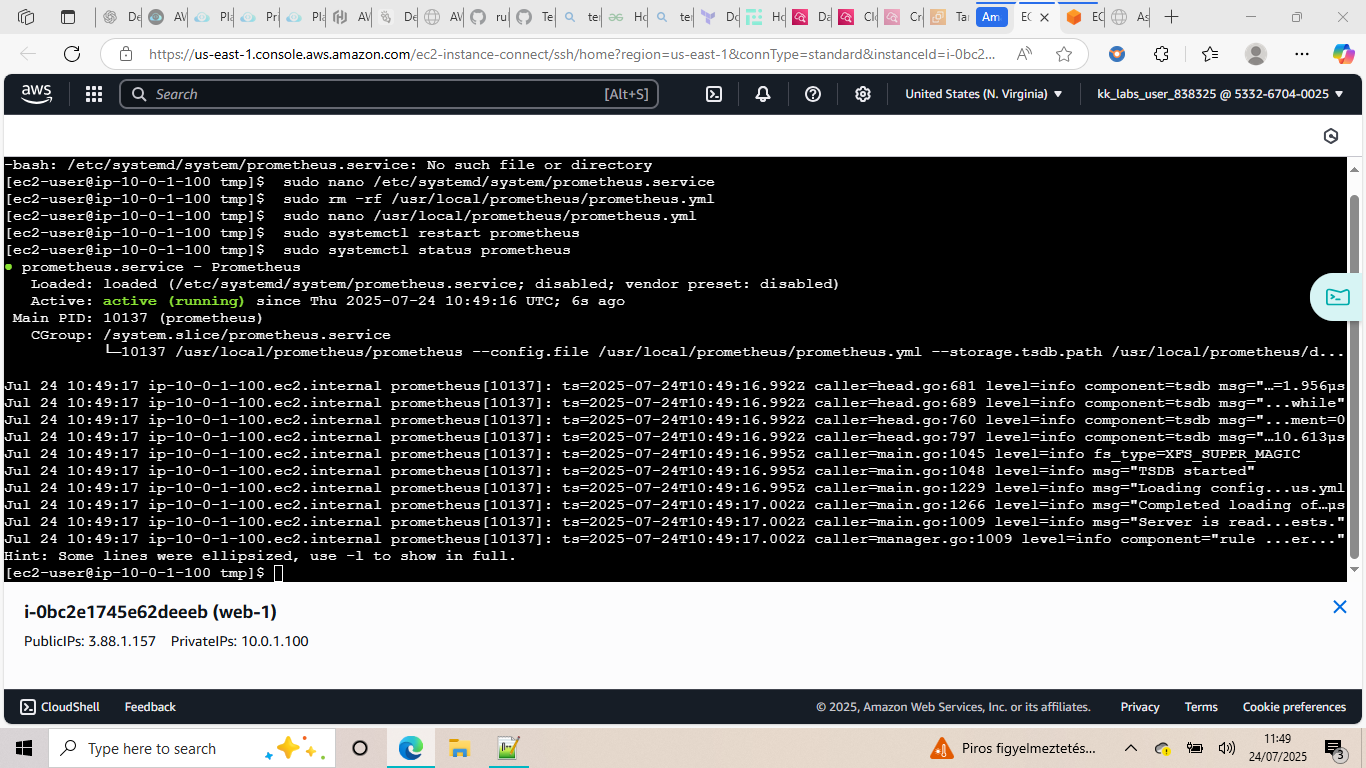 De
AV
Pla
Pri
Pla
AV
De
AV
rul
Te
te
Ho
Ho
te
Do
Ho
Da
Clo
Cr
Tar
Am
EC
EC
As
https://us-east-1.console.aws.amazon.com/ec2-instance-connect/ssh/home?region=us-east-1&connType=standard&instanceId=i-0bc2...
aws
Search
[Alt+S]
United States (N. Virginia)
kk_labs_user_838325 @ 5332-6704-0025
-bash: /etc/systemd/system/prometheus.service: No such file or directory
[ec2-user@ip-10-0-1-100 tmp]$  sudo nano /etc/systemd/system/prometheus.service
[ec2-user@ip-10-0-1-100 tmp]$  sudo rm -rf /usr/local/prometheus/prometheus.yml
[ec2-user@ip-10-0-1-100 tmp]$  sudo nano /usr/local/prometheus/prometheus.yml
[ec2-user@ip-10-0-1-100 tmp]$  sudo systemctl restart prometheus
[ec2-user@ip-10-0-1-100 tmp]$  sudo systemctl status prometheus
● prometheus.service - Prometheus
Loaded: loaded (/etc/systemd/system/prometheus.service; disabled; vendor preset: disabled)
Active: active (running) since Thu 2025-07-24 10:49:16 UTC; 6s ago
Main PID: 10137 (prometheus)
CGroup: /system.slice/prometheus.service
└─10137 /usr/local/prometheus/prometheus --config.file /usr/local/prometheus/prometheus.yml --storage.tsdb.path /usr/local/prometheus/d...
Jul 24 10:49:17 ip-10-0-1-100.ec2.internal prometheus[10137]: ts=2025-07-24T10:49:16.992Z caller=head.go:681 level=info component=tsdb msg="…=1.956µs
Jul 24 10:49:17 ip-10-0-1-100.ec2.internal prometheus[10137]: ts=2025-07-24T10:49:16.992Z caller=head.go:689 level=info component=tsdb msg="...while"
Jul 24 10:49:17 ip-10-0-1-100.ec2.internal prometheus[10137]: ts=2025-07-24T10:49:16.992Z caller=head.go:760 level=info component=tsdb msg="...ment=0
Jul 24 10:49:17 ip-10-0-1-100.ec2.internal prometheus[10137]: ts=2025-07-24T10:49:16.992Z caller=head.go:797 level=info component=tsdb msg="…10.613µs
Jul 24 10:49:17 ip-10-0-1-100.ec2.internal prometheus[10137]: ts=2025-07-24T10:49:16.995Z caller=main.go:1045 level=info fs_type=XFS_SUPER_MAGIC
Jul 24 10:49:17 ip-10-0-1-100.ec2.internal prometheus[10137]: ts=2025-07-24T10:49:16.995Z caller=main.go:1048 level=info msg="TSDB started"
Jul 24 10:49:17 ip-10-0-1-100.ec2.internal prometheus[10137]: ts=2025-07-24T10:49:16.995Z caller=main.go:1229 level=info msg="Loading config...us.yml
Jul 24 10:49:17 ip-10-0-1-100.ec2.internal prometheus[10137]: ts=2025-07-24T10:49:17.002Z caller=main.go:1266 level=info msg="Completed loading of…µs
Jul 24 10:49:17 ip-10-0-1-100.ec2.internal prometheus[10137]: ts=2025-07-24T10:49:17.002Z caller=main.go:1009 level=info msg="Server is read...ests."
Jul 24 10:49:17 ip-10-0-1-100.ec2.internal prometheus[10137]: ts=2025-07-24T10:49:17.002Z caller=manager.go:1009 level=info component="rule ...er..."
Hint: Some lines were ellipsized, use -l to show in full.
[ec2-user@ip-10-0-1-100 tmp]$
i-0bc2e1745e62deeeb (web-1)
PublicIPs: 3.88.1.157 PrivateIPs: 10.0.1.100
CloudShell
Feedback
© 2025, Amazon Web Services, Inc. or its affiliates.
Privacy
Terms
Cookie preferences
Type here to search
Piros figyelmeztetés...
11:49
24/07/2025
3